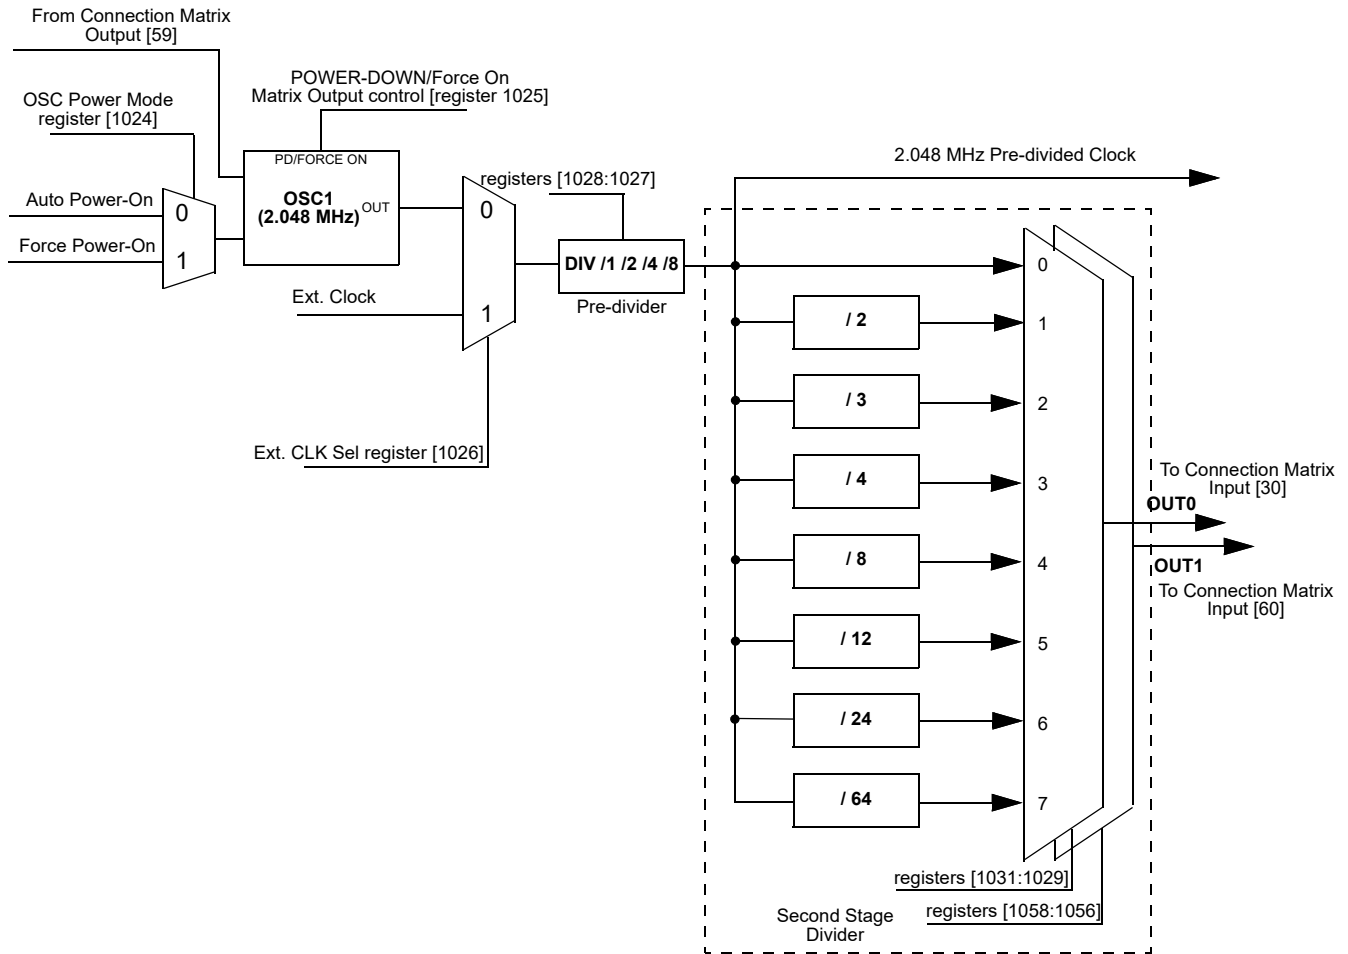 From Connection Matrix
Output [59]
POWER-DOWN/Force On
Matrix Output control [register 1025]
OSC Power Mode
register [1024]
PD/FORCE ON
OSC1
(2.048 MHz)
OUT
Auto Power-On
Force Power-On
0
1
Ext. Clock
0
1
Ext. CLK Sel register [1026]
registers [1028:1027]
DIV /1 /2 /4 /8
Pre-divider
2.048 MHz Pre-divided Clock
0
/ 2
1
/ 3
2
/ 4
3
/ 8
4
/ 12
5
/ 24
6
/ 64
7
To Connection Matrix
Input [30]
OUT0
OUT1
To Connection Matrix
Input [60]
registers [1031:1029]
registers [1058:1056]
Second Stage
Divider